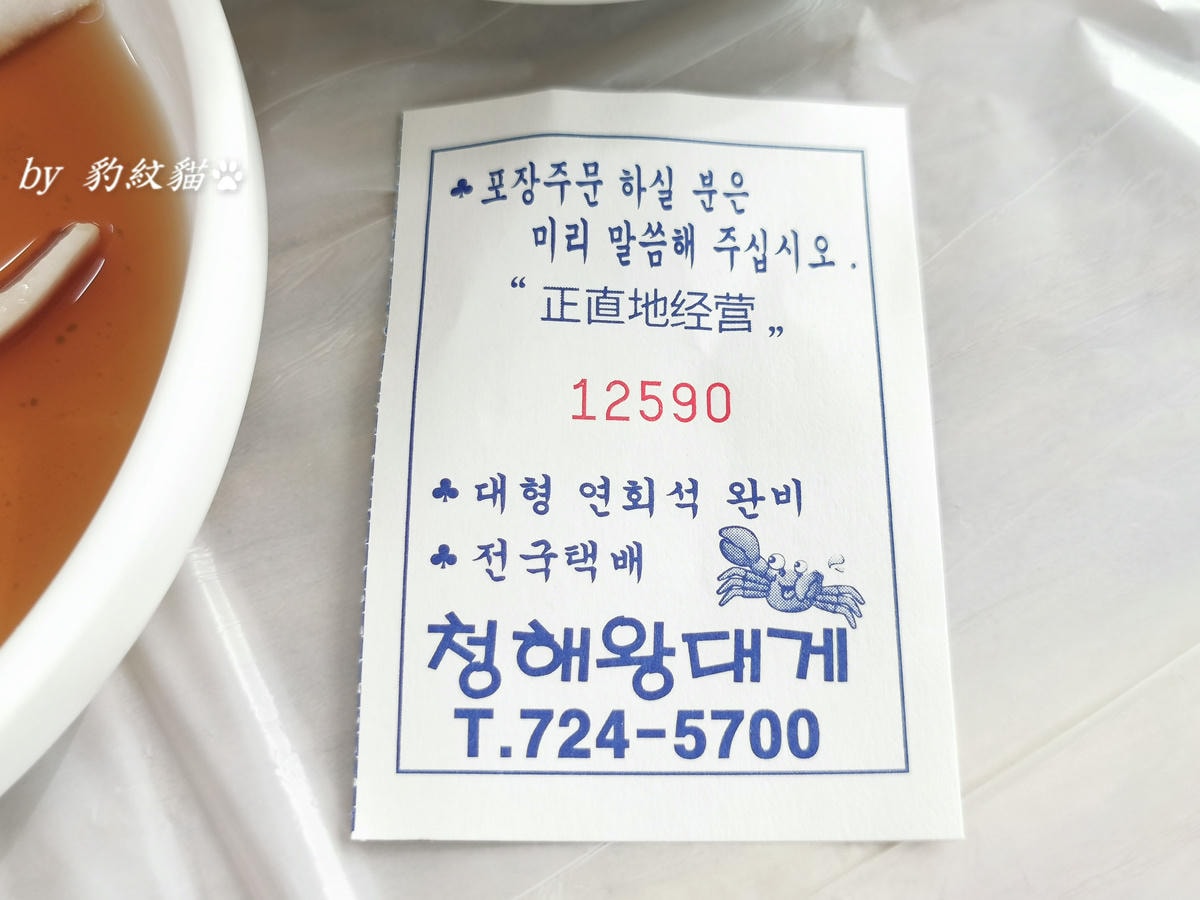 by 豹紋貓
♣포장주문 하실 분은
미리 말씀해 주십시오.
“正直地经营”
12590
♣대형 연회석 완비
♣전국택배
청해왕대게
T.724-5700